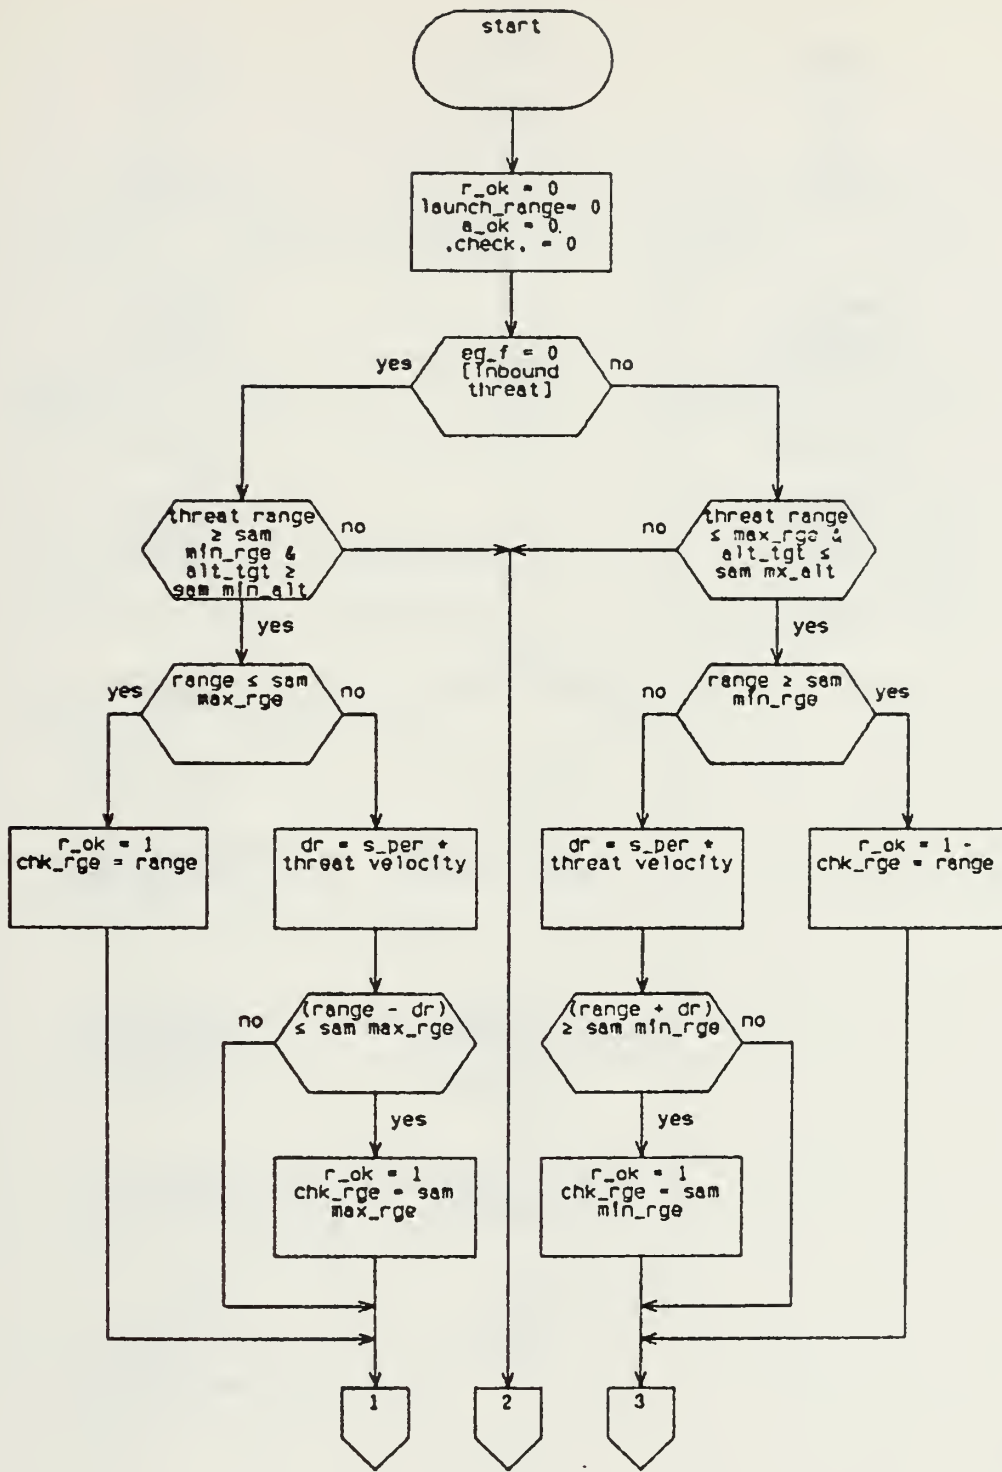 start
r_ok = 0
launch_range= 0
a_ok = 0.
.check. = 0
eg_f = 0
[inbound
threat]
yes
no
threat range
≥ sam
min_rge &
alt_tgt ≥
sam min_alt
no
no
threat range
≤ max_rge &
alt_tgt ≤
sam mx_alt
yes
yes
yes
range ≤ sam
max_rge
no
no
range ≥ sam
min_rge
yes
r_ok = 1
chk_rge = range
dr = s_per *
threat velocity
dr = s_per *
threat velocity
r_ok = 1 -
chk_rge = range
no
(range - dr)
≤ sam max_rge
(range + dr)
≥ sam min_rge
no
yes
yes
r_ok = 1
chk_rge = sam
max_rge
r_ok = 1
chk_rge = sam
min_rge
1
2
3